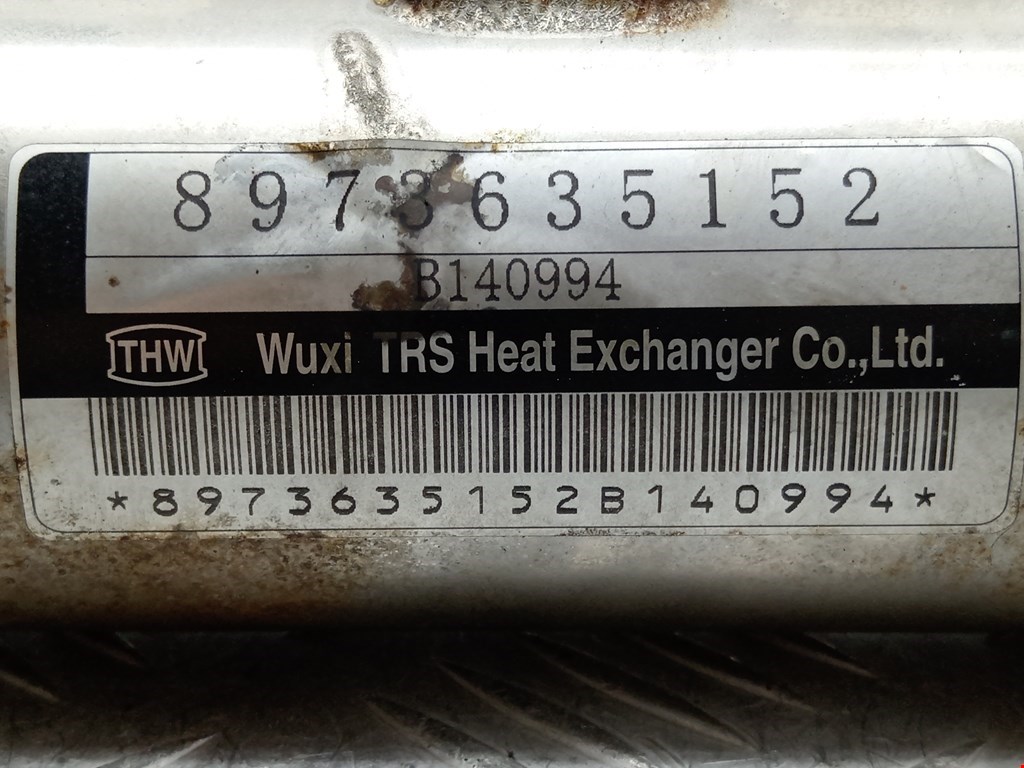 8973635152
B140994
THW Wuxi TRS Heat Exchanger Co.,Ltd.
*8973635152B140994*